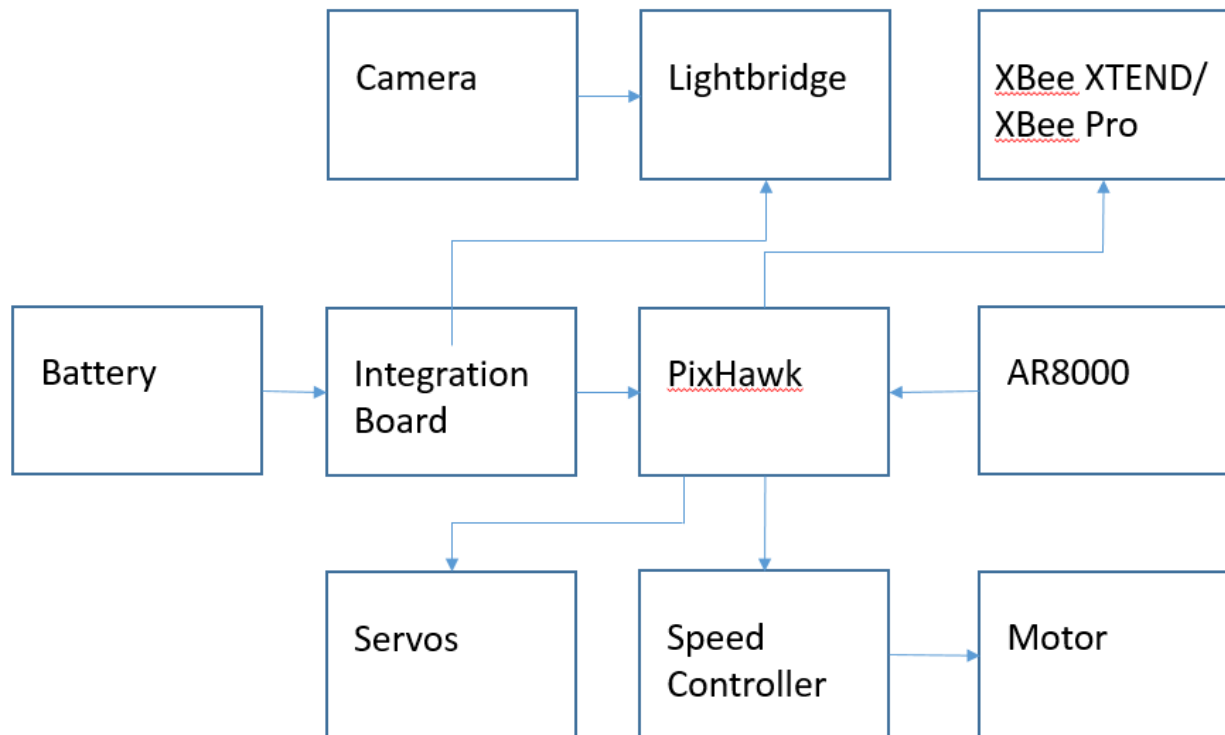 Camera
Lightbridge
XBee XTEND/
XBee Pro
Battery
Integration
Board
PixHawk
AR8000
Servos
Speed
Controller
Motor